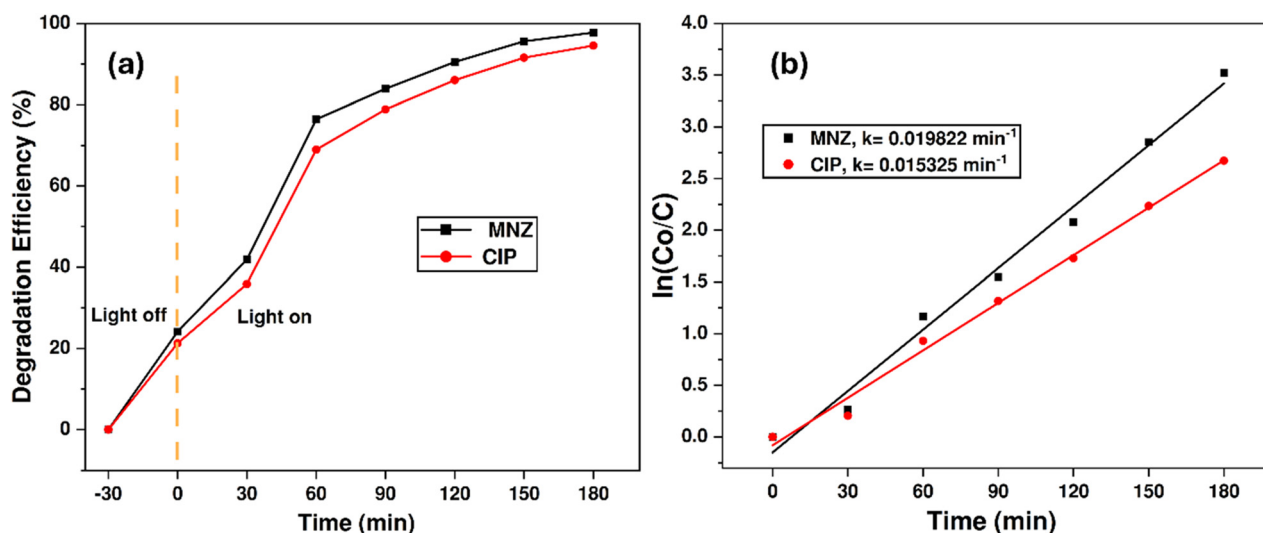 (a)
Degradation Efficiency (%)
100
80
60
40
20
0
Light off
Light on
MNZ
CIP
-30 0 30 60 90 120 150 180
Time (min)
(b)
ln(Co/C)
4.0
3.5
3.0
2.5
2.0
1.5
1.0
0.5
0.0
MNZ, k= 0.019822 min⁻¹
CIP, k= 0.015325 min⁻¹
0 30 60 90 120 150 180
Time (min)